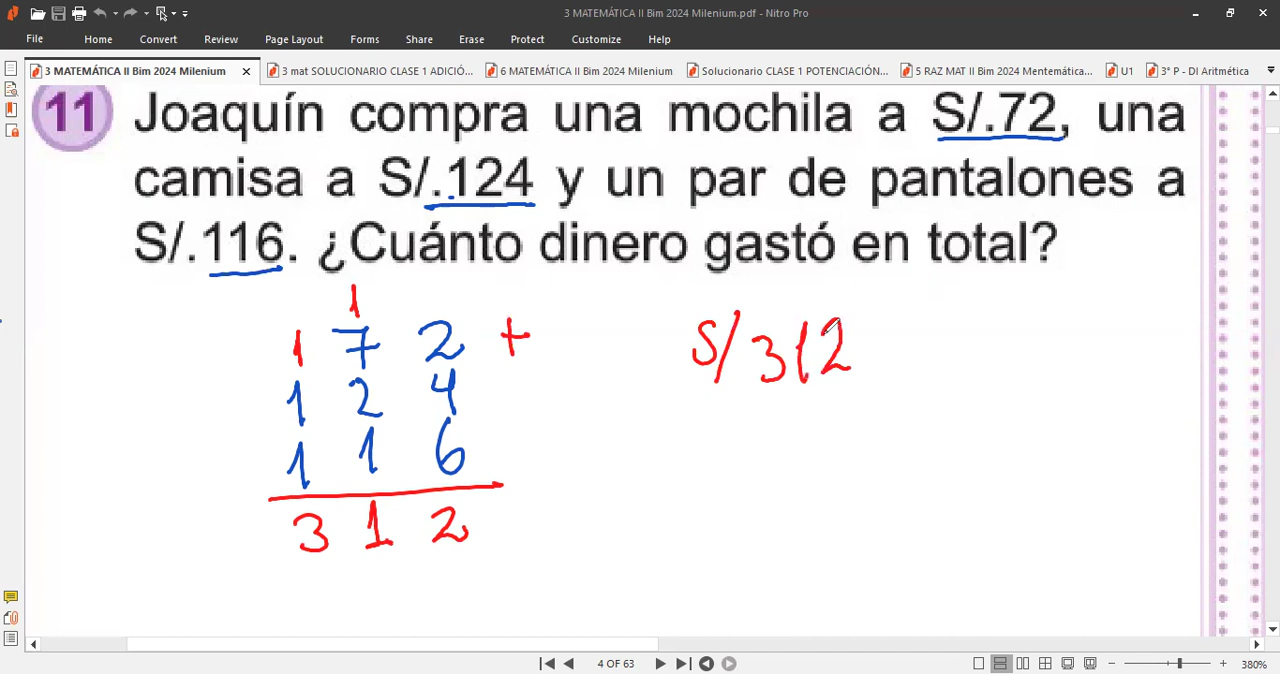 3 MATEMÁTICA II Bim 2024 Milenium.pdf - Nitro Pro
File Home Convert Review Page Layout Forms Share Erase Protect Customize Help
3 MATEMÁTICA II Bim 2024 Milenium 3 mat SOLUCIONARIO CLASE 1 ADICIÓ... 6 MATEMÁTICA II Bim 2024 Milenium Solucionario CLASE 1 POTENCIACIÓN... 5 RAZ MAT II Bim 2024 Mentemática... U1 3° P - DI Aritmética
11 Joaquín compra una mochila a S/.72, una
camisa a S/.124 y un par de pantalones a
S/.116. ¿Cuánto dinero gastó en total?
1
1 7 2 + S/ 312
1 2 4
1 1 6
3 1 2
4 OF 63 380%